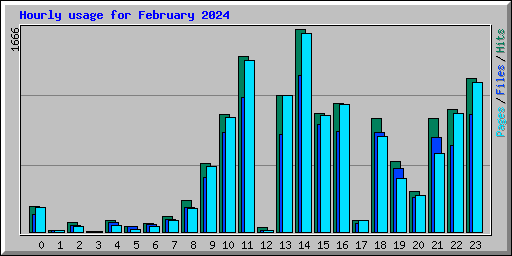 Hourly usage for February 2024
1666
Pages/Files/Hits
0 1 2 3 4 5 6 7 8 9 10 11 12 13 14 15 16 17 18 19 20 21 22 23